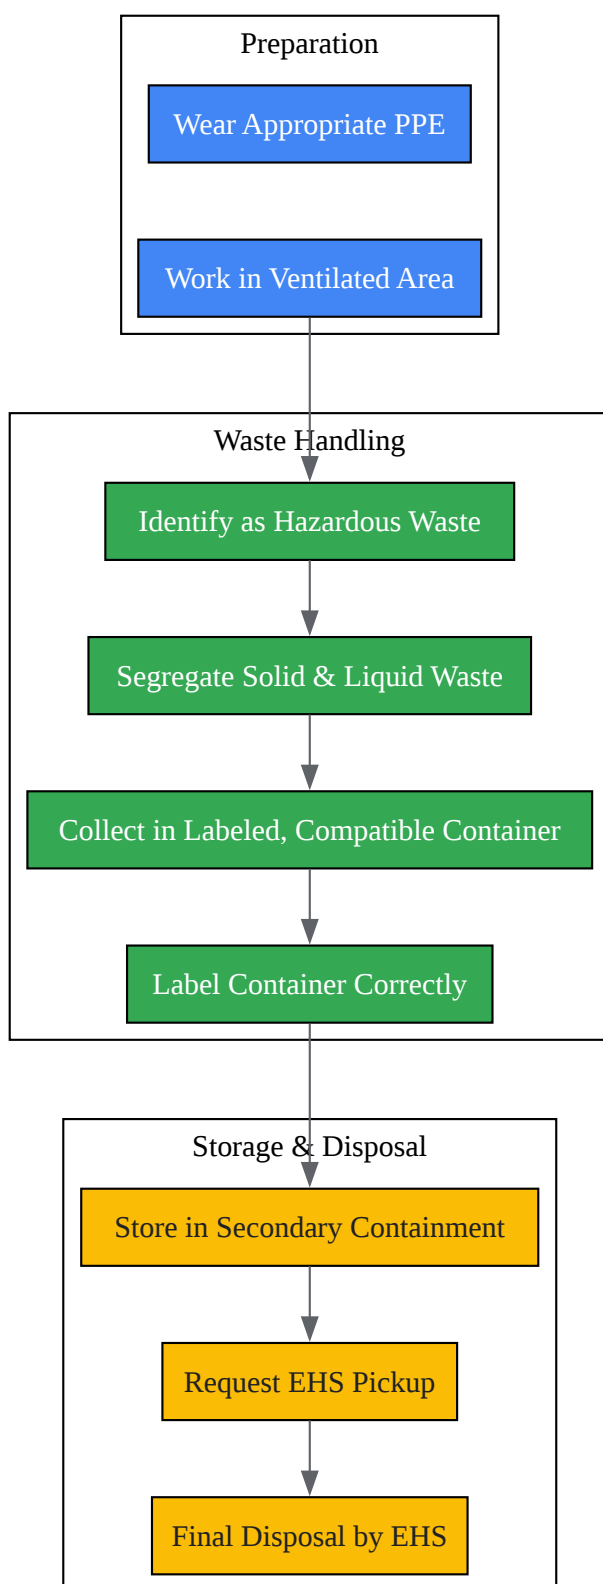 Preparation
Wear Appropriate PPE
Work in Ventilated Area
Waste Handling
Identify as Hazardous Waste
Segregate Solid & Liquid Waste
Collect in Labeled, Compatible Container
Label Container Correctly
Storage & Disposal
Store in Secondary Containment
Request EHS Pickup
Final Disposal by EHS